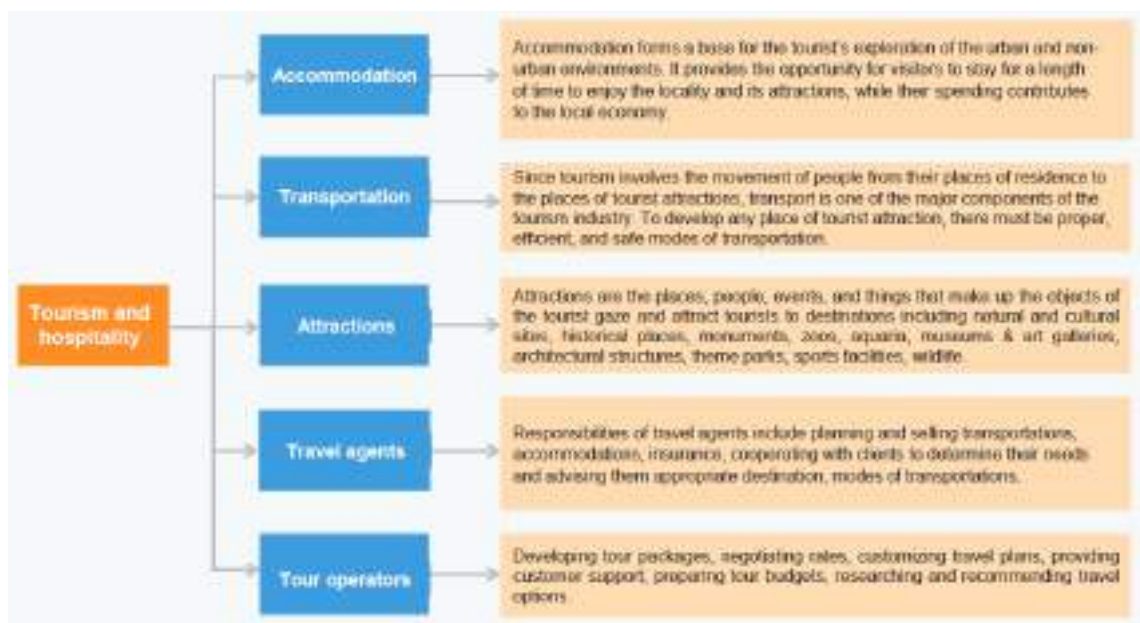 Accommodation
Accommodation forms a base for the tourist's exploration of the urban and non-
urban environments. It provides the opportunity for visitors to stay for a length
of time to enjoy the locality and its attractions, while their spending contributes
to the local economy.
Transportation
Since tourism involves the movement of people from their places of residence to
the places of tourist attractions, transport is one of the major components of the
tourism industry. To develop any place of tourist attraction, there must be proper,
efficient, and safe modes of transportation.
Tourism and
hospitality
Attractions
Attractions are the places, people, events, and things that make up the objects of
the tourist gaze and attract tourists to destinations including natural and cultural
sites, historical places, monuments, zoos, aquaria, museums & art galleries,
architectural structures, theme parks, sports facilities, wildlife.
Travel agents
Responsibilities of travel agents include planning and selling transportations,
accommodations, insurance, cooperating with clients to determine their needs
and advising them appropriate destination, modes of transportations.
Tour operators
Developing tour packages, negotiating rates, customizing travel plans, providing
customer support, preparing tour budgets, researching and recommending travel
options.